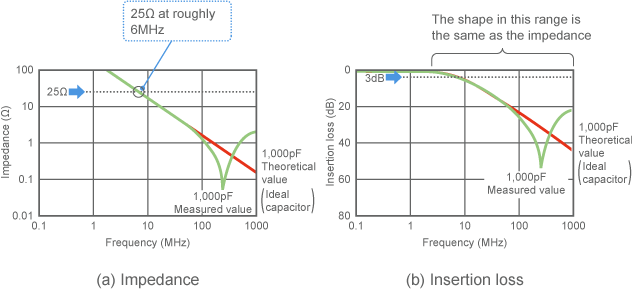 25Ω at roughly
6MHz
The shape in this range is
the same as the impedance
100
10
1
0.1
0.01
Impedance (Ω)
25Ω
1,000pF
Theoretical
value
(Ideal
capacitor)
1,000pF
Measured value
0.1
1
10
100
1000
Frequency (MHz)
(a) Impedance
0
20
40
60
80
Insertion loss (dB)
3dB
1,000pF
Theoretical
value
(Ideal
capacitor)
1,000pF
Measured value
0.1
1
10
100
1000
Frequency (MHz)
(b) Insertion loss